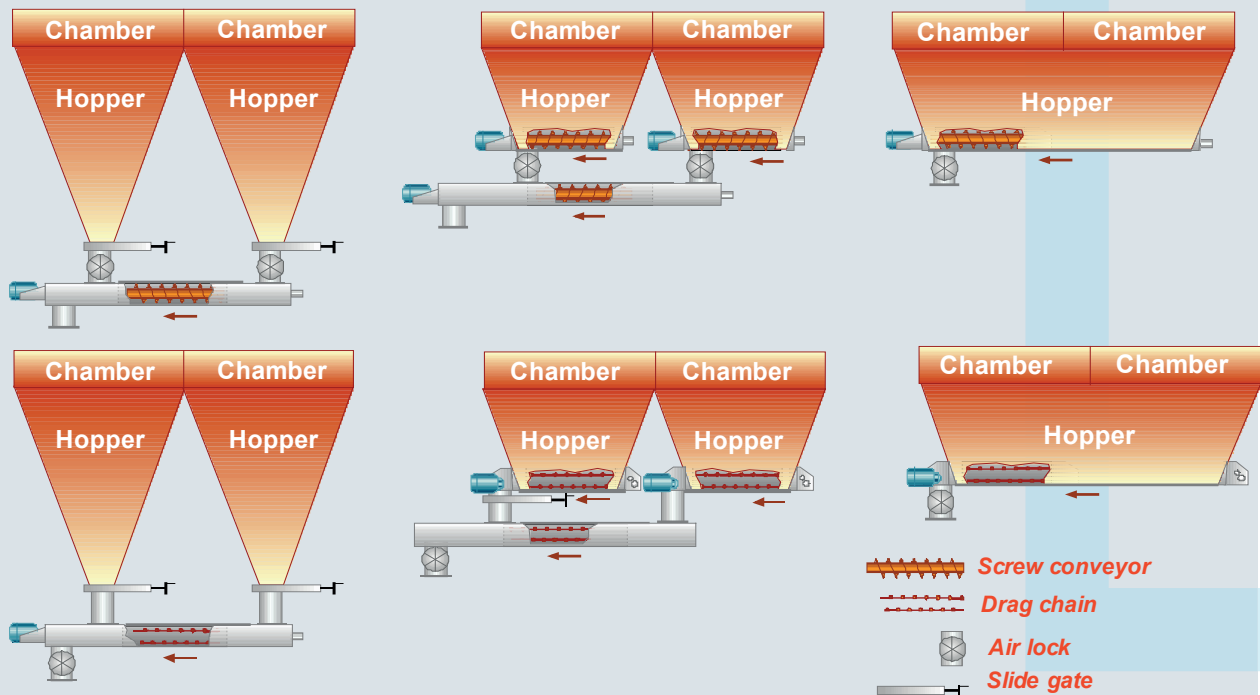 Chamber Chamber
Hopper Hopper
Chamber Chamber
Hopper Hopper
Chamber Chamber
Hopper
Chamber Chamber
Hopper Hopper
Chamber Chamber
Hopper Hopper
Chamber Chamber
Hopper
Screw conveyor
Drag chain
Air lock
Slide gate